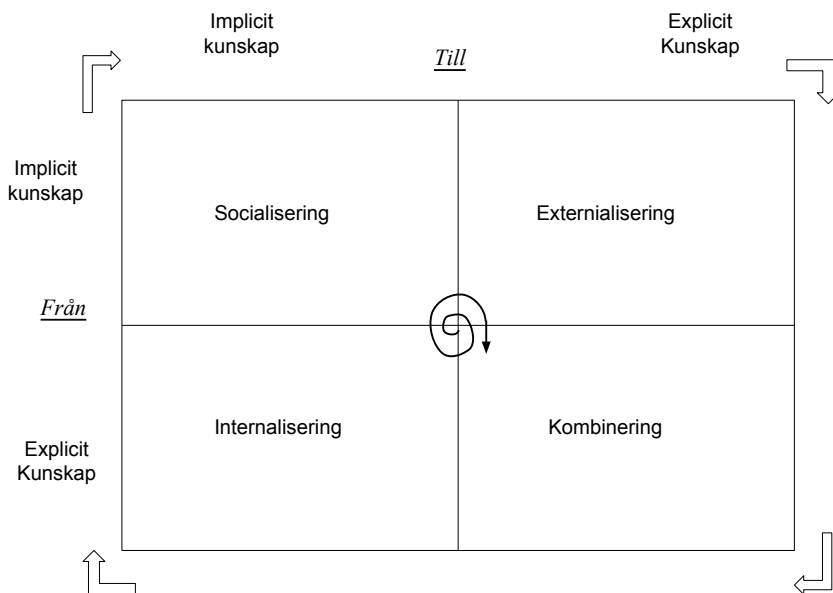 Implicit
kunskap
Explicit
Kunskap
Till
Implicit
kunskap
Socialisering
Externialisering
Från
Internalisering
Kombinering
Explicit
Kunskap